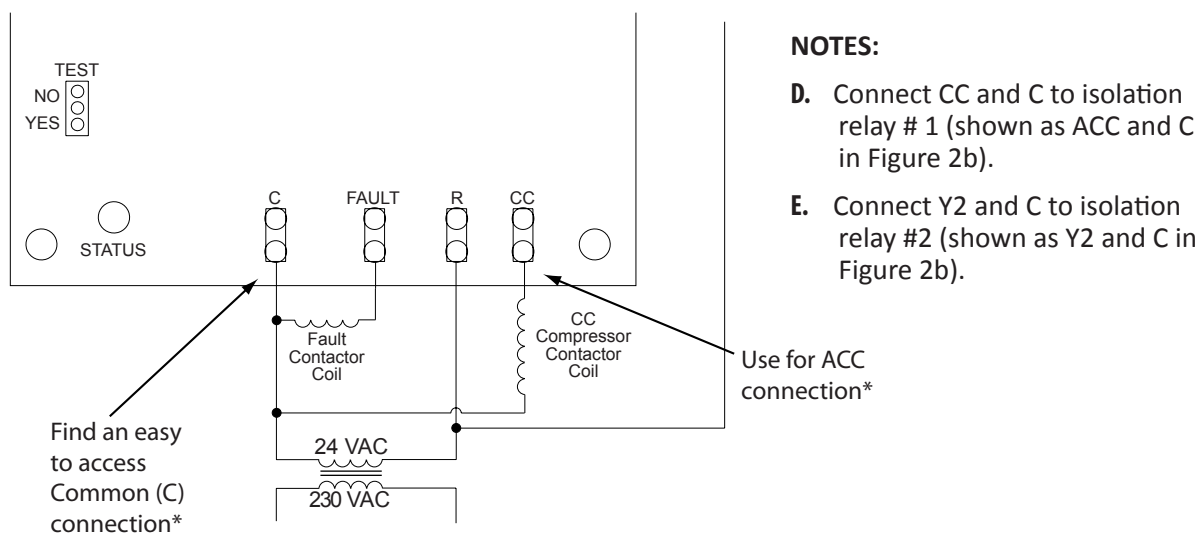 TEST
NO
YES
STATUS
C
FAULT
R
CC
Fault
Contactor
Coil
CC
Compressor
Contactor
Coil
24 VAC
230 VAC
Find an easy
to access
Common (C)
connection*
Use for ACC
connection*
NOTES:
D. Connect CC and C to isolation
relay # 1 (shown as ACC and C
in Figure 2b).
E. Connect Y2 and C to isolation
relay #2 (shown as Y2 and C in
Figure 2b).